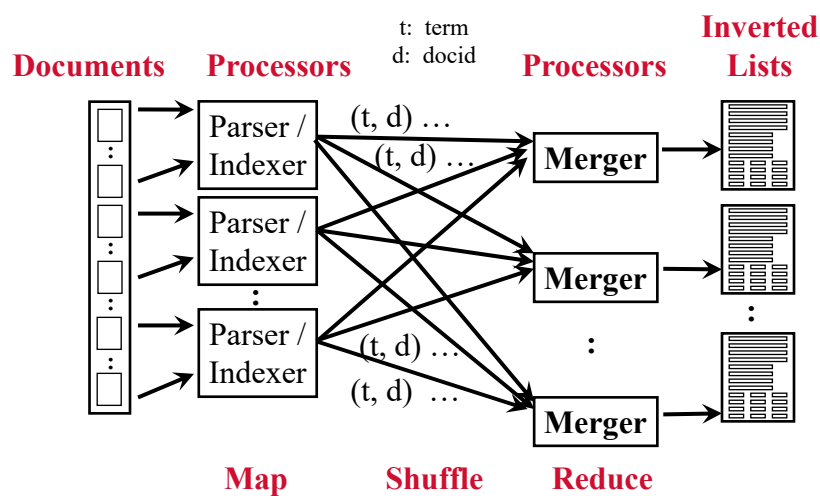 t: term
d: docid
Documents
Processors
Processors
Inverted
Lists
Parser /
Indexer
Parser /
Indexer
Parser /
Indexer
(t, d) …
(t, d) …
(t, d) …
(t, d) …
Merger
Merger
Merger
Map
Shuffle
Reduce